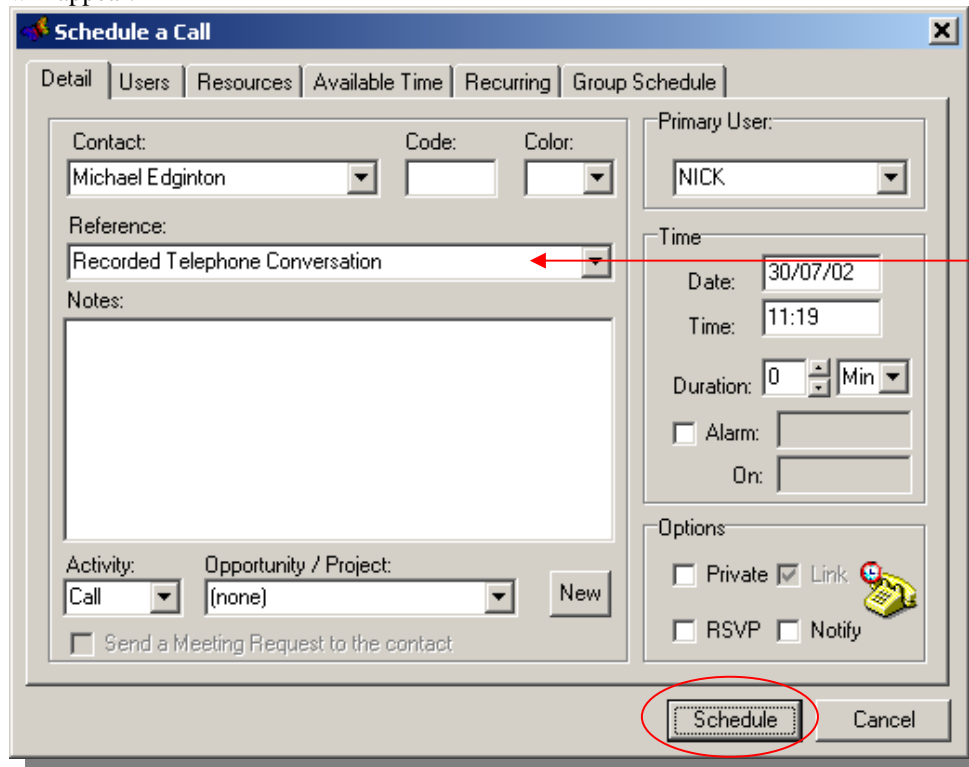 Schedule a Call
Detail Users Resources Available Time Recurring Group Schedule
Contact: Code: Color:
Michael Edginton
Reference:
Recorded Telephone Conversation
Notes:
Activity: Opportunity / Project:
Call (none) New
Send a Meeting Request to the contact
Primary User:
NICK
Time
Date: 30/07/02
Time: 11:19
Duration: 0 Min
Alarm:
On:
Options
Private Link
RSVP Notify
Schedule Cancel